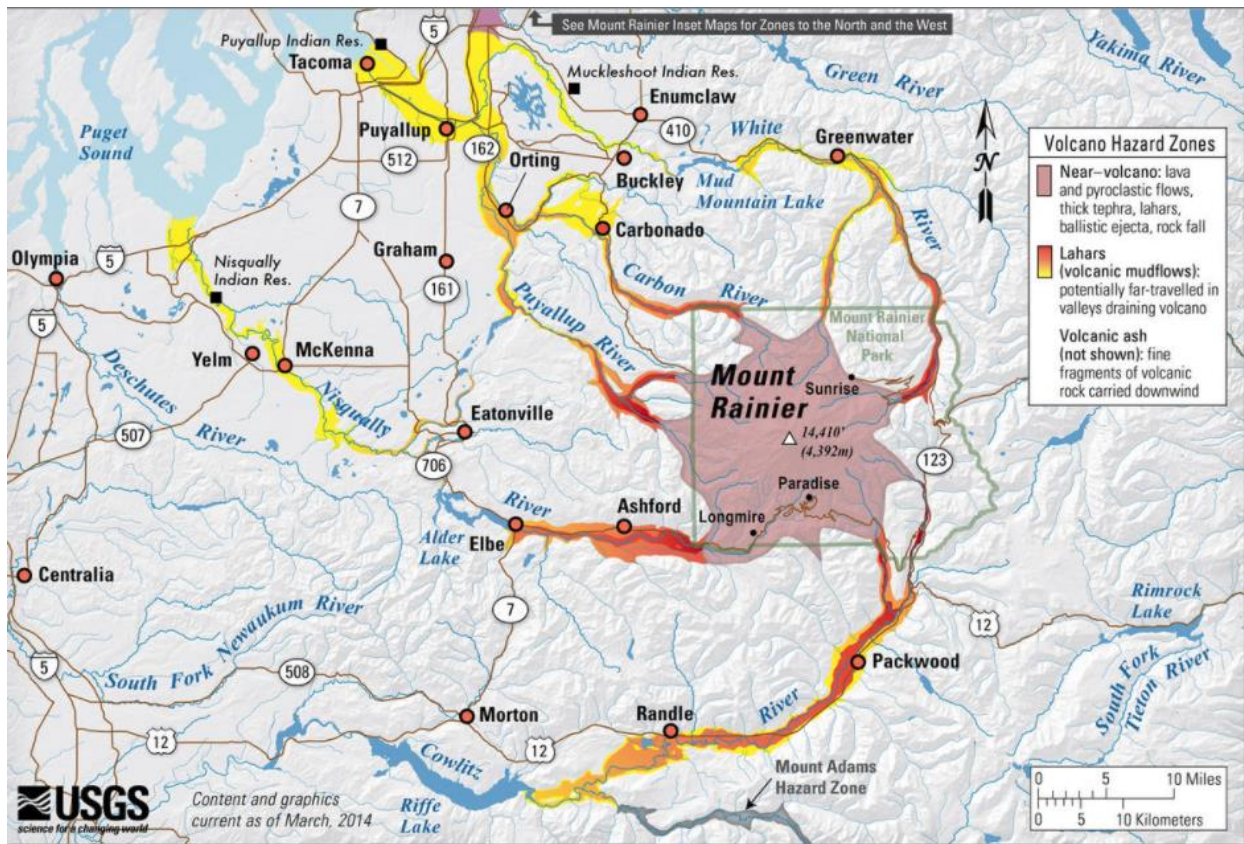 See Mount Rainier Inset Maps for Zones to the North and the West
5
Puyallup Indian Res.
Tacoma
Muckleshoot Indian Res.
Green River
Yakima River
Enumclaw
410
White
Greenwater
Puget
Sound
Puyallup
162
512
Orting
Buckley
Mud
Mountain Lake
River
7
Graham
Carbonado
161
Carbon River
Olympia
5
Nisqually
Indian Res.
Puyallup
River
Mount Rainier
National
Park
5
Yelm
McKenna
Mount
Rainier
Sunrise
14,410'
(4,392m)
Deschutes
River
Nisqually
Eatonville
507
706
123
Paradise
Longmire
River
Ashford
Alder
Lake
Elbe
Centralia
7
Rimrock
Lake
12
South Fork Newaukum River
5
508
Packwood
South Fork
Tieton River
Morton
Randle
River
12
12
Cowlitz
Riffe
Lake
Mount Adams
Hazard Zone
N
Volcano Hazard Zones
Near–volcano: lava
and pyroclastic flows,
thick tephra, lahars,
ballistic ejecta, rock fall
Lahars
(volcanic mudflows):
potentially far-travelled in
valleys draining volcano
Volcanic ash
(not shown): fine
fragments of volcanic
rock carried downwind
0 5 10 Miles
0 5 10 Kilometers
USGS
science for a changing world
Content and graphics
current as of March, 2014